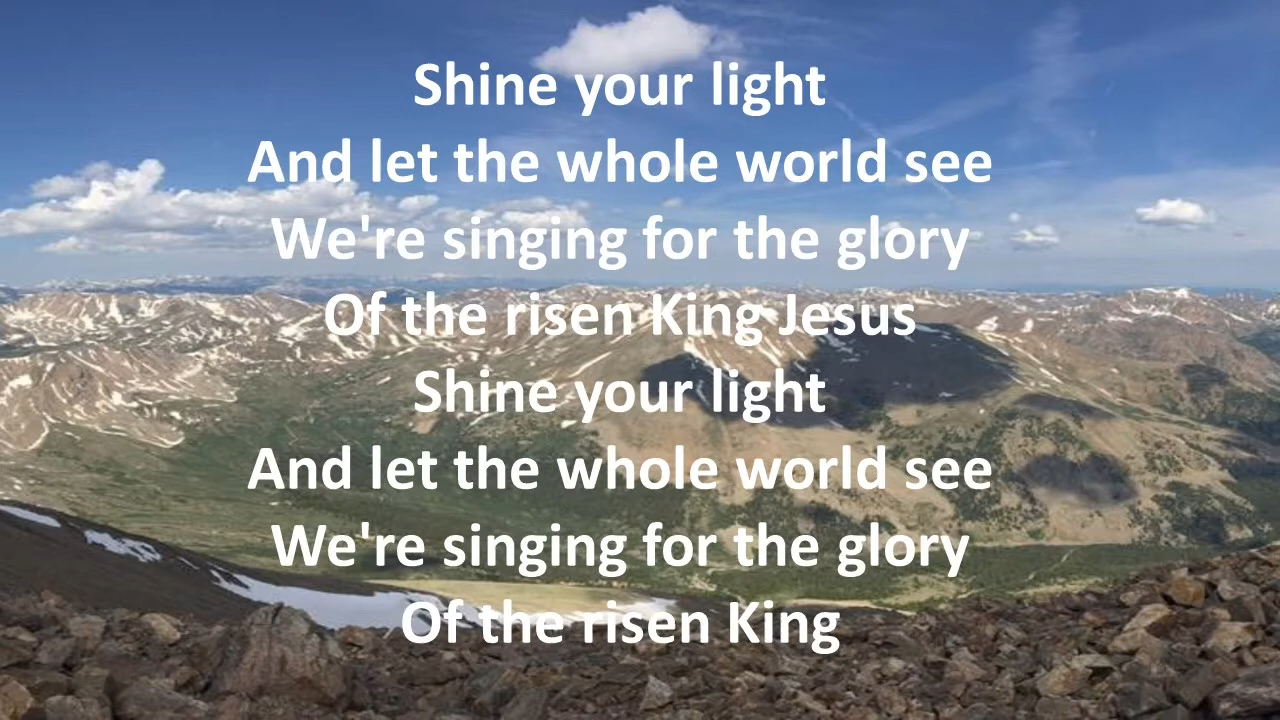 Shine your light
And let the whole world see
We're singing for the glory
Of the risen King Jesus
Shine your light
And let the whole world see
We're singing for the glory
Of the risen King